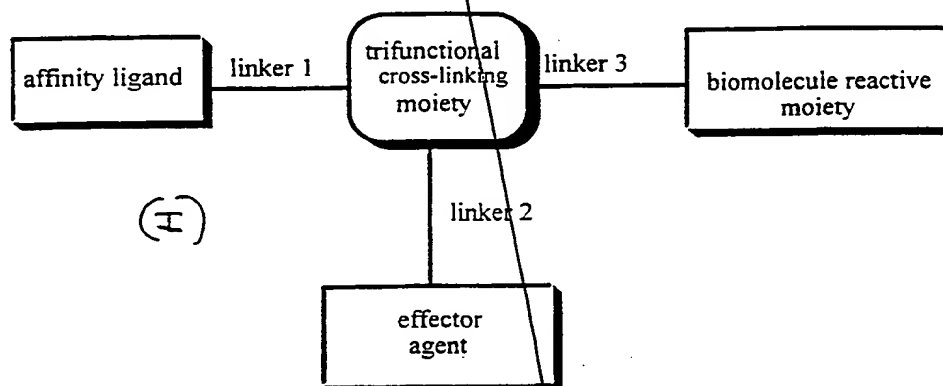 affinity ligand
linker 1
trifunctional
cross-linking
moiety
linker 3
biomolecule reactive
moiety
(I)
linker 2
effector
agent